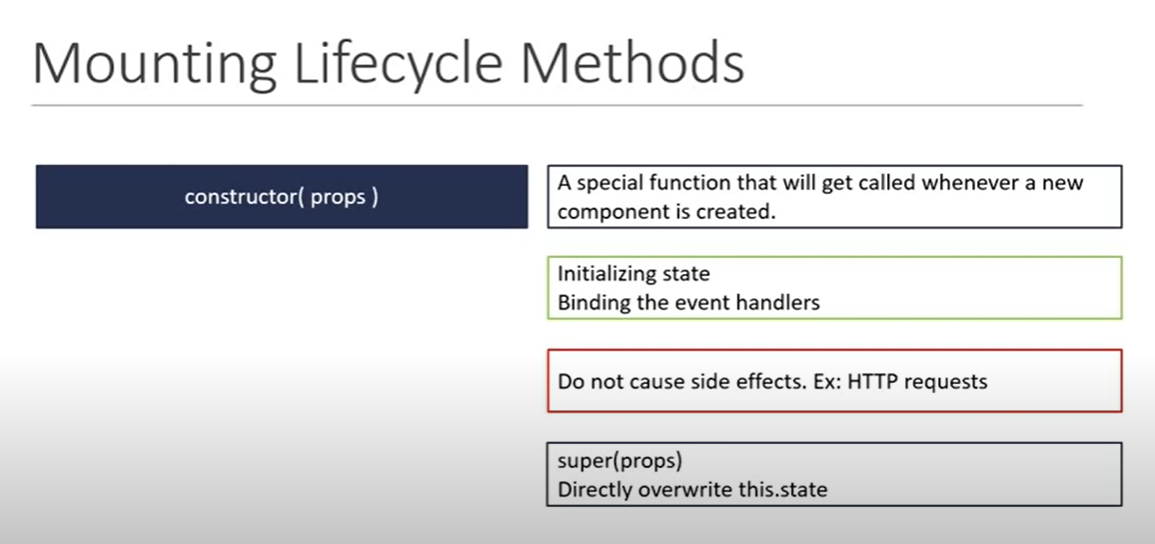 Mounting Lifecycle Methods
constructor( props )
A special function that will get called whenever a new
component is created.
Initializing state
Binding the event handlers
Do not cause side effects. Ex: HTTP requests
super(props)
Directly overwrite this.state